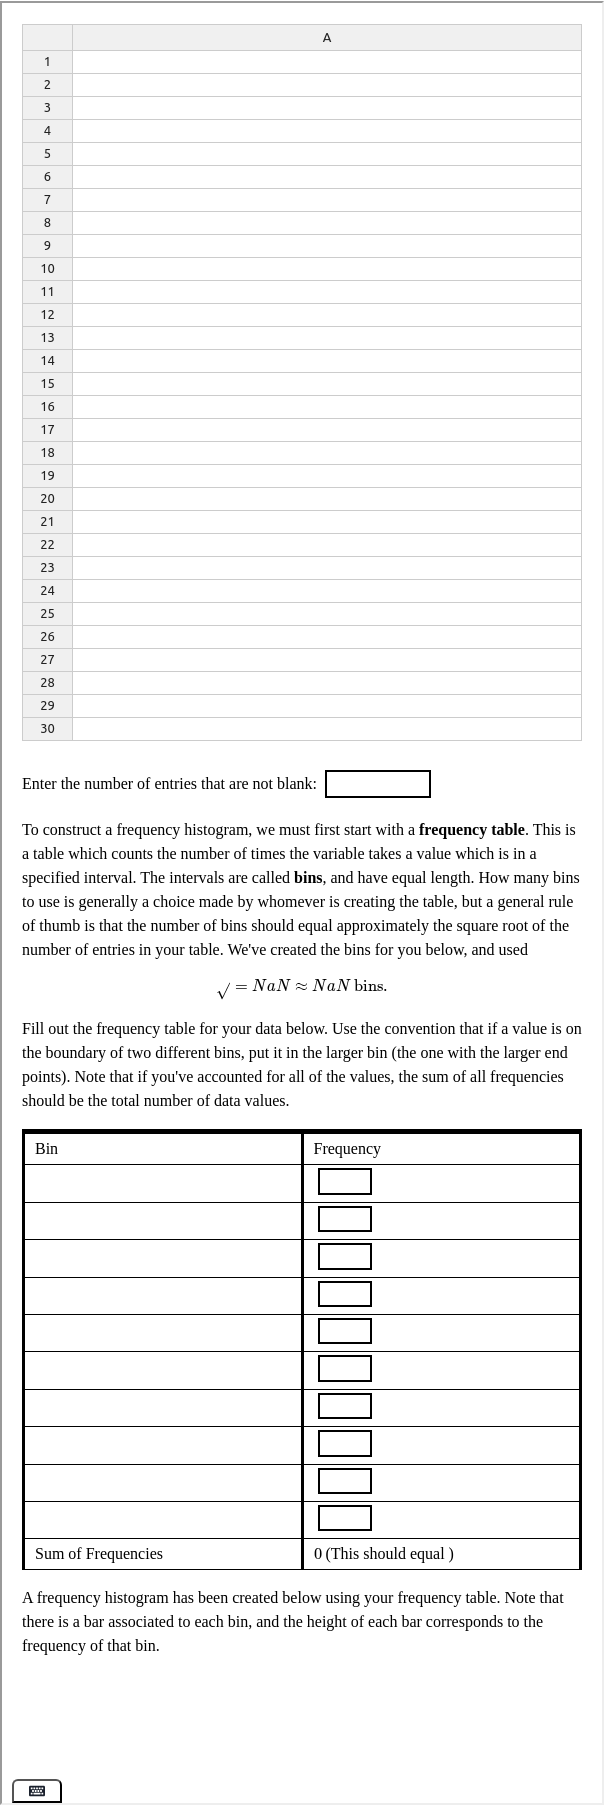 A
1
2
3
4
5
6
7
8
9
10
11
12
13
14
15
16
17
18
19
20
21
22
23
24
25
26
27
28
29
30
Enter the number of entries that are not blank:
To construct a frequency histogram, we must first start with a frequency table. This is
a table which counts the number of times the variable takes a value which is in a
specified interval. The intervals are called bins, and have equal length. How many bins
to use is generally a choice made by whomever is creating the table, but a general rule
of thumb is that the number of bins should equal approximately the square root of the
number of entries in your table. We've created the bins for you below, and used
√ = NaN ≈ NaN bins.
Fill out the frequency table for your data below. Use the convention that if a value is on
the boundary of two different bins, put it in the larger bin (the one with the larger end
points). Note that if you've accounted for all of the values, the sum of all frequencies
should be the total number of data values.
Bin Frequency
Sum of Frequencies 0 (This should equal )
A frequency histogram has been created below using your frequency table. Note that
there is a bar associated to each bin, and the height of each bar corresponds to the
frequency of that bin.